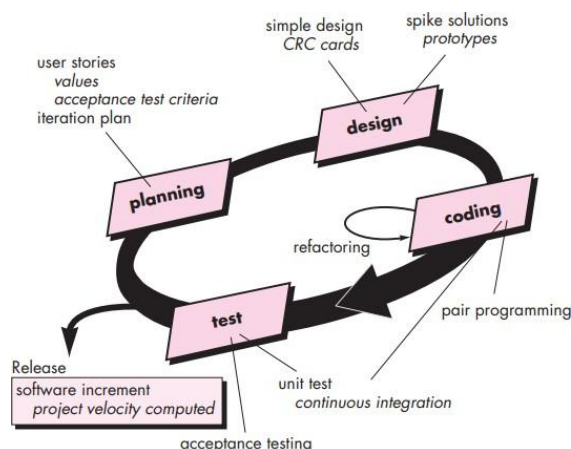 simple design
CRC cards
spike solutions
prototypes
user stories
values
acceptance test criteria
iteration plan
design
planning
coding
refactoring
test
pair programming
Release
software increment
project velocity computed
unit test
continuous integration
acceptance testing